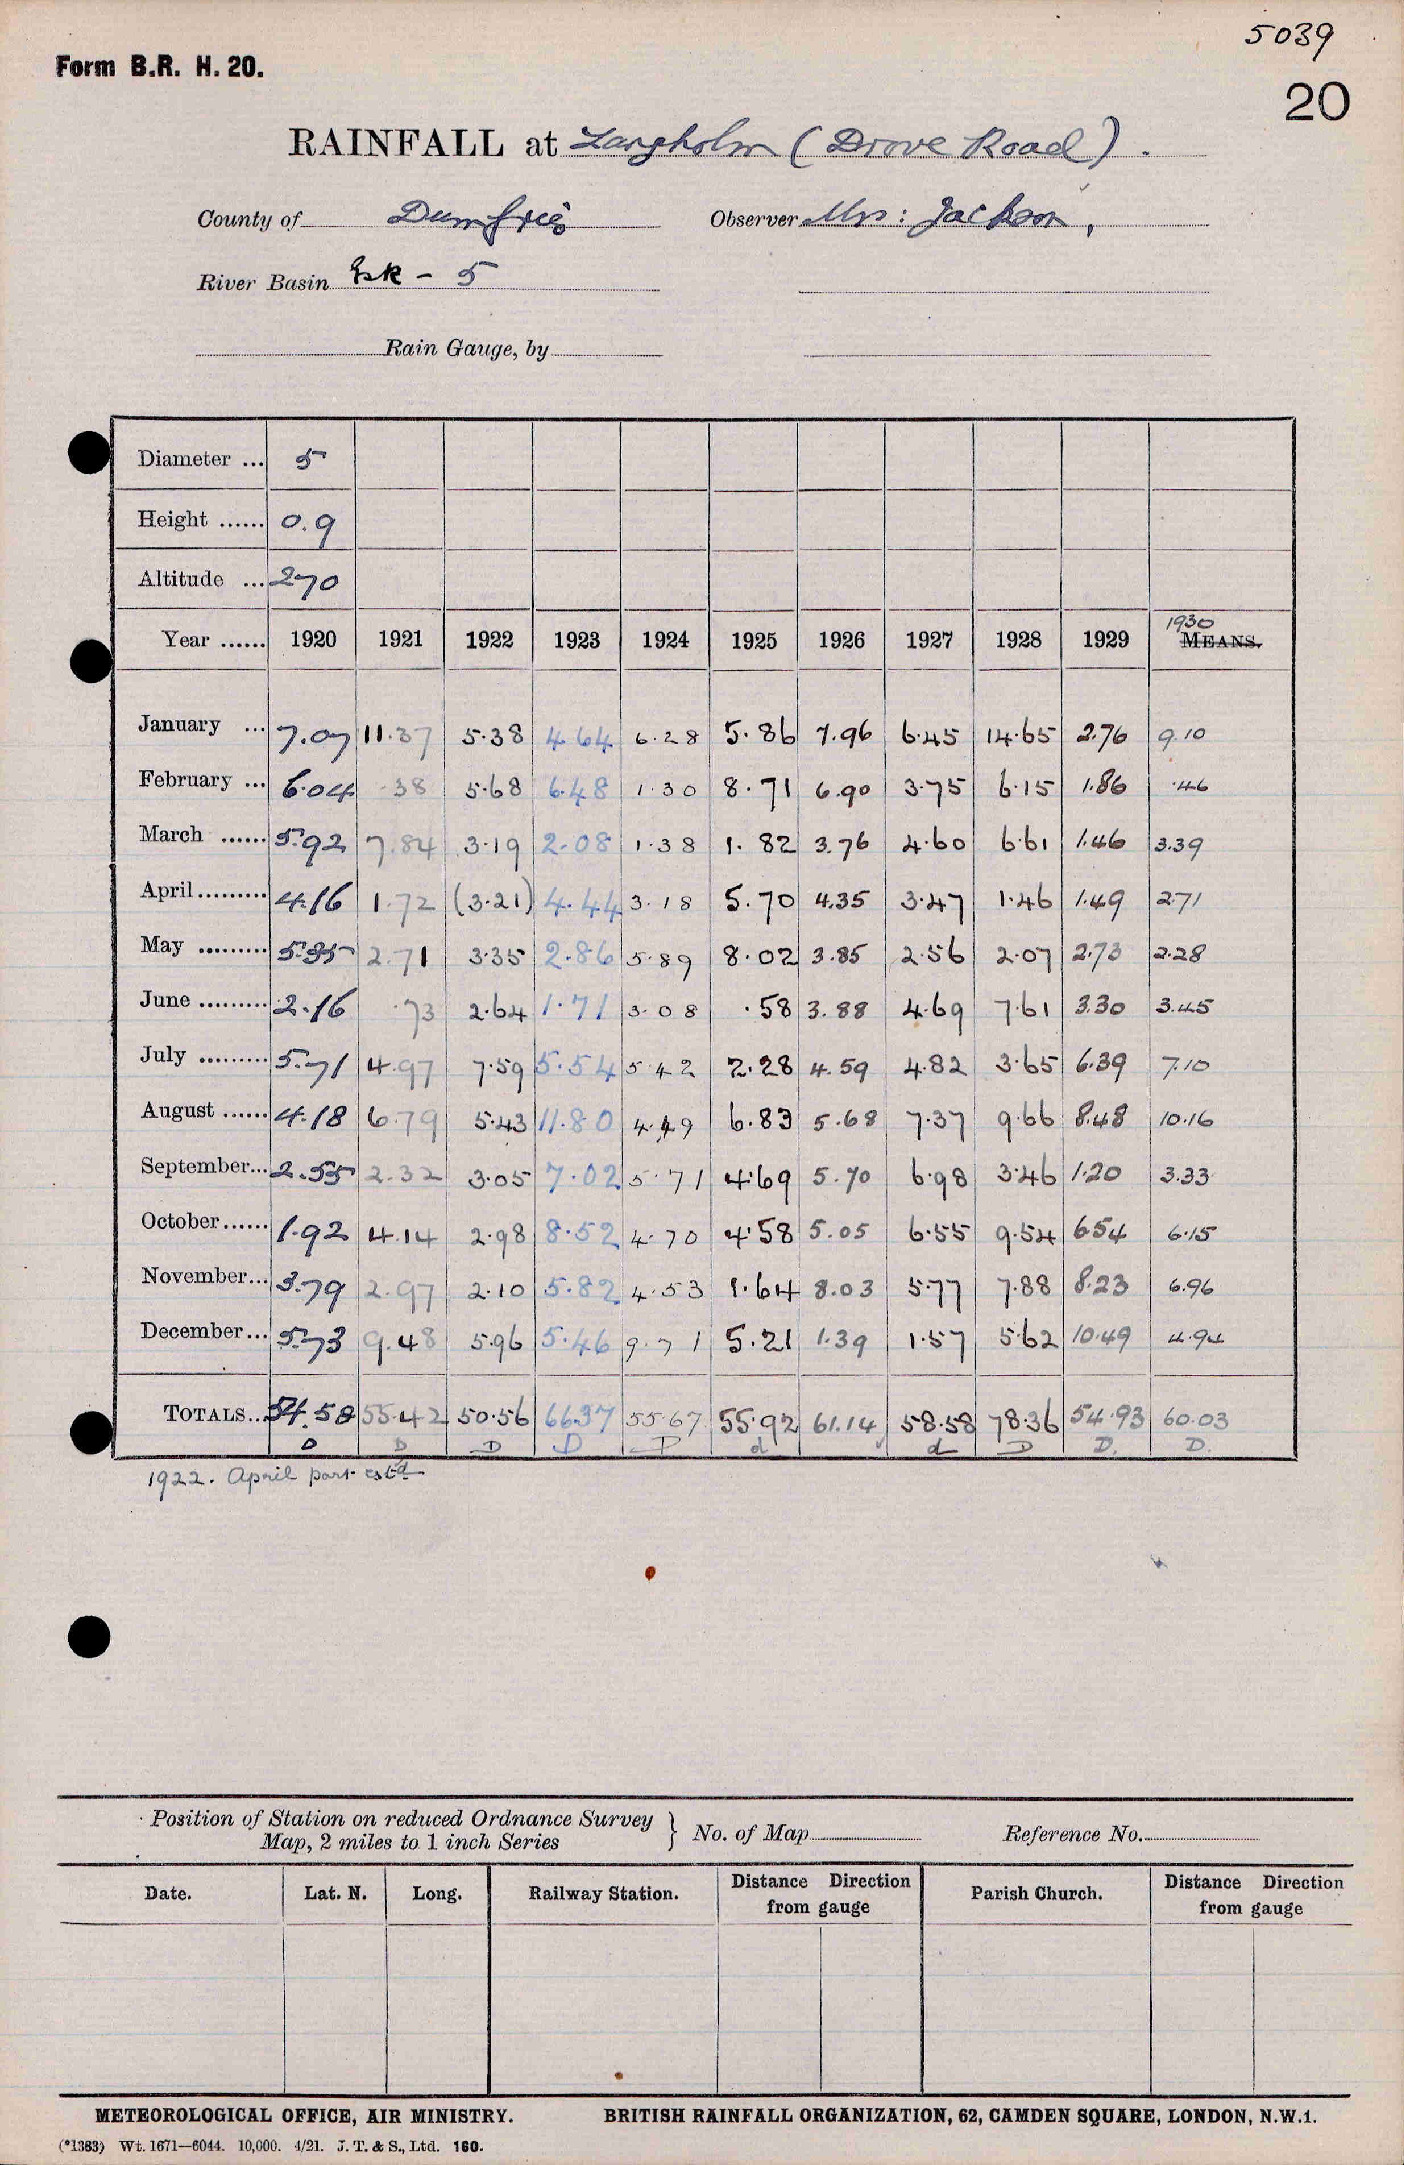 5039
Form B.R. H. 20.
20
RAINFALL at Langholm (Drove Road).
County of Dumfries Observer Mrs: Jackson,
River Basin Esk - 5
Rain Gauge, by
Diameter ... 5
Height ...... 0.9
Altitude ... 270
Year ...... 1920 1921 1922 1923 1924 1925 1926 1927 1928 1929 1930 MEANS.
January ... 7.07 11.37 5.38 4.64 6.28 5.86 7.96 6.45 14.65 2.76 9.10
February ... 6.04 .38 5.68 6.48 1.30 8.71 6.90 3.75 6.15 1.86 .46
March ...... 5.92 7.84 3.19 2.08 1.38 1.82 3.76 4.60 6.61 1.46 3.39
April ......... 4.16 1.72 (3.21) 4.44 3.18 5.70 4.35 3.47 1.46 1.49 2.71
May ......... 5.35 2.71 3.35 2.86 5.89 8.02 3.85 2.56 2.07 2.73 2.28
June ......... 2.16 .73 2.64 1.71 3.08 .58 3.88 4.69 7.61 3.30 3.45
July ......... 5.71 4.97 7.59 5.54 5.42 2.28 4.59 4.82 3.65 6.39 7.10
August ...... 4.18 6.79 5.43 11.80 4.49 6.83 5.68 7.37 9.66 8.48 10.16
September... 2.55 2.32 3.05 7.02 5.71 4.69 5.70 6.98 3.46 1.20 3.33
October...... 1.92 4.14 2.98 8.52 4.70 4.58 5.05 6.55 9.54 6.54 6.15
November... 3.79 2.97 2.10 5.82 4.53 1.64 8.03 5.77 7.88 8.23 6.96
December... 5.73 9.48 5.96 5.46 9.71 5.21 1.39 1.57 5.62 10.49 4.94
TOTALS... 54.58 55.42 50.56 66.37 55.67 55.92 61.14 58.58 78.36 54.93 60.03
D D D D D d d D D. D.
1922. April part estd
Position of Station on reduced Ordnance Survey
Map, 2 miles to 1 inch Series } No. of Map Reference No.
Date. Lat. N. Long. Railway Station. Distance Direction from gauge Parish Church. Distance Direction from gauge
METEOROLOGICAL OFFICE, AIR MINISTRY. BRITISH RAINFALL ORGANIZATION, 62, CAMDEN SQUARE, LONDON, N.W.1.
(*1383) Wt. 1671—6044. 10,000. 4/21. J. T. & S., Ltd. 160.